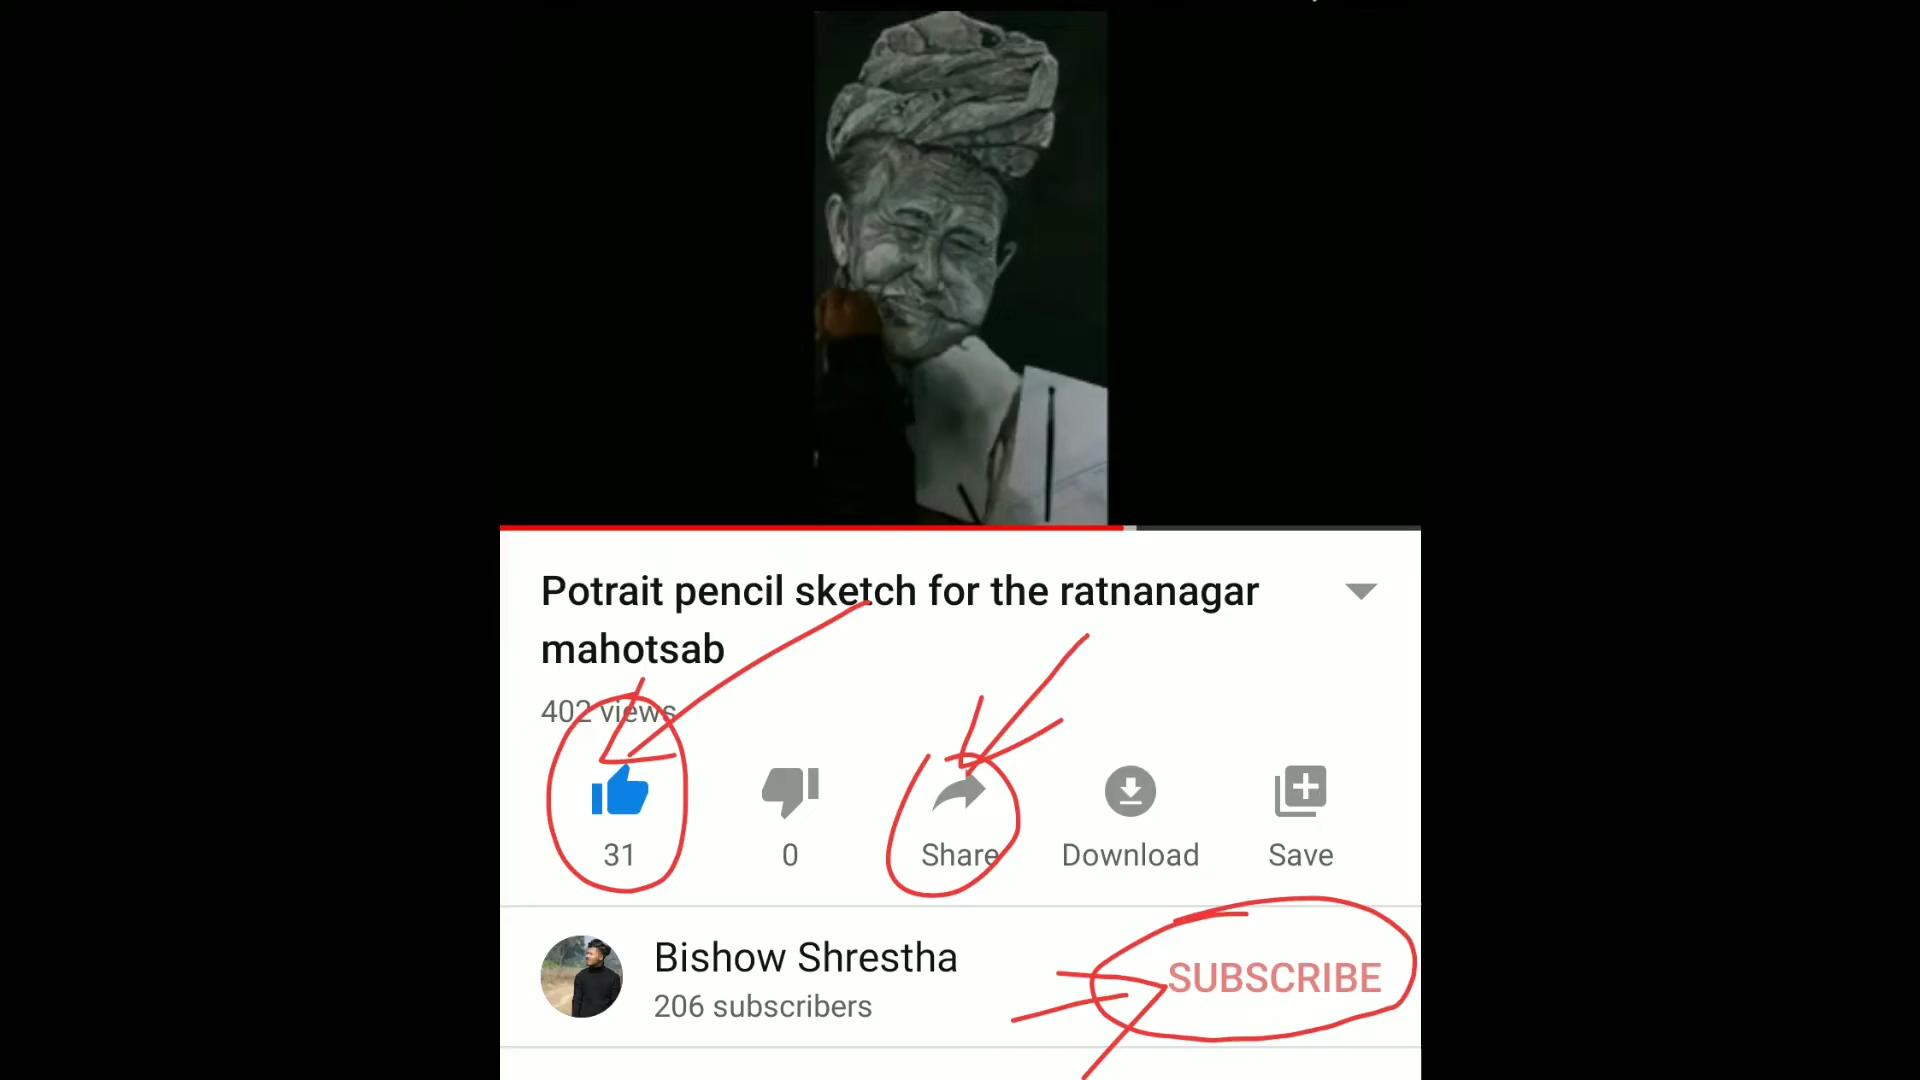 Potrait pencil sketch for the ratnanagar
mahotsab
402 views
31
0
Share
Download
Save
Bishow Shrestha
206 subscribers
SUBSCRIBE